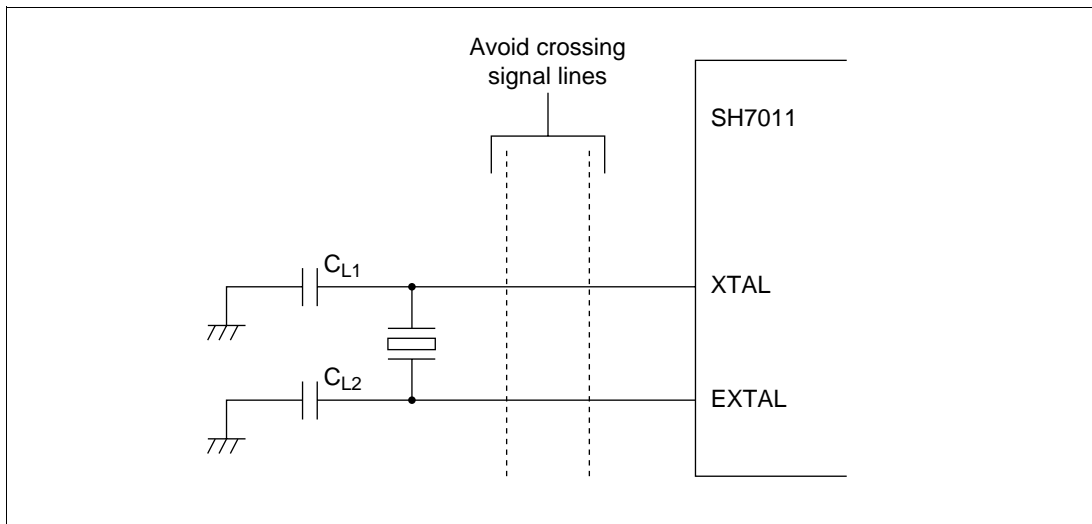 Avoid crossing
signal lines
SH7011
CL1
XTAL
CL2
EXTAL